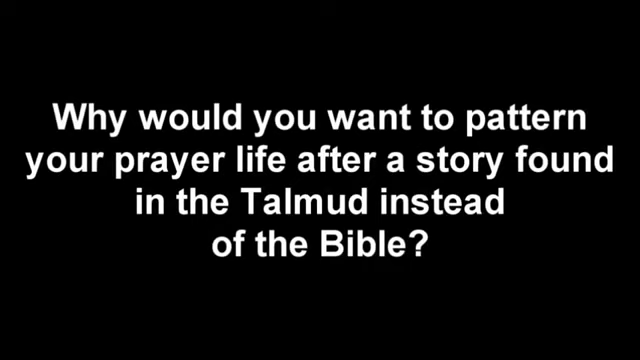 Why would you want to pattern
your prayer life after a story found
in the Talmud instead
of the Bible?